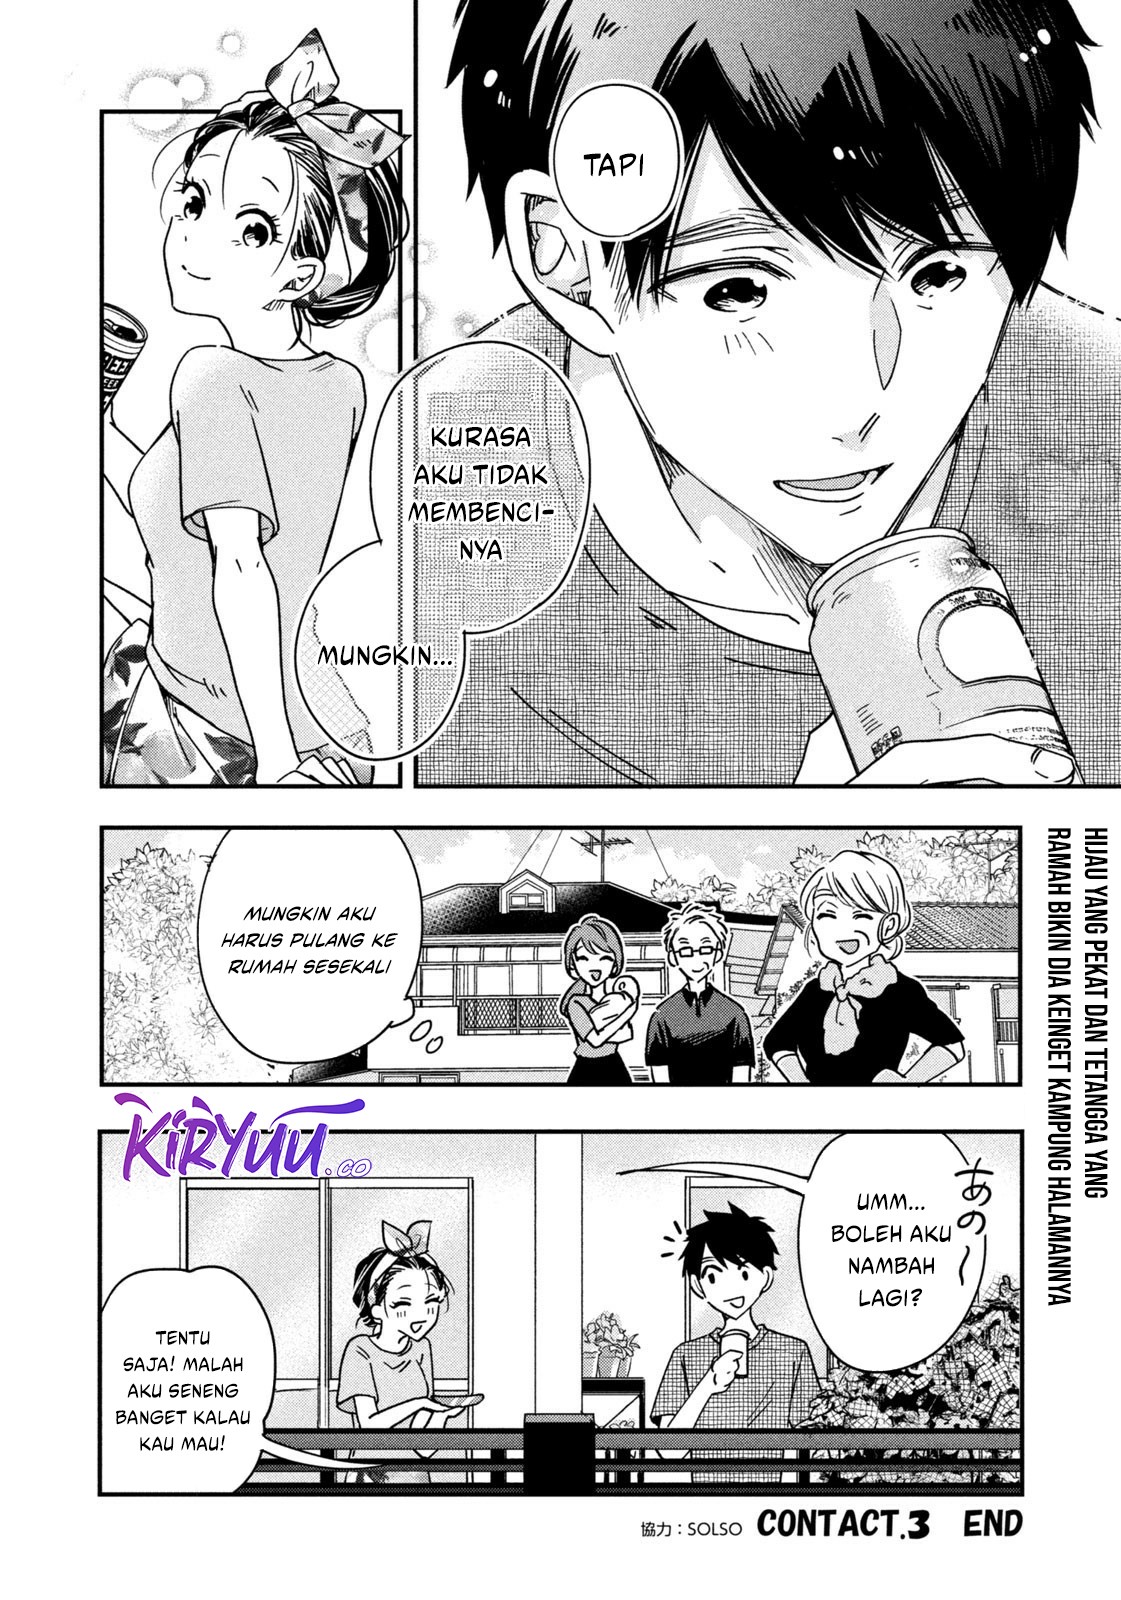 TAPI
KURASA
AKU TIDAK
MEMBENCI-
NYA
MUNGKIN...
MUNGKIN AKU
HARUS PULANG KE
RUMAH SESEKALI
HIJAU YANG PEKAT DAN TETANGGA YANG
RAMAH BIKIN DIA KEINGET KAMPUNG HALAMANNYA
KIRYUU.CO
あの〜
UMM...
BOLEH AKU
NAMBAH
LAGI?
TENTU
SAJA! MALAH
AKU SENENG
BANGET KALAU
KAU MAU!
協力：SOLSO CONTACT.3 END